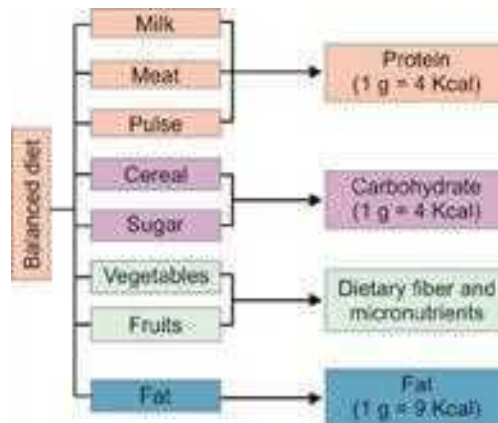 Balanced diet
Milk
Meat
Pulse
Cereal
Sugar
Vegetables
Fruits
Fat
Protein
(1 g = 4 Kcal)
Carbohydrate
(1 g = 4 Kcal)
Dietary fiber and
micronutrients
Fat
(1 g = 9 Kcal)